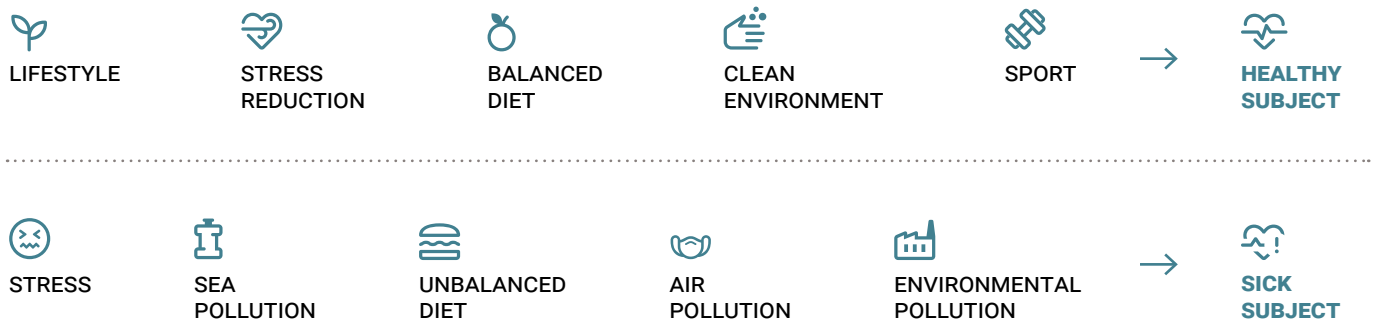 LIFESTYLE
STRESS
REDUCTION
BALANCED
DIET
CLEAN
ENVIRONMENT
SPORT
HEALTHY
SUBJECT
STRESS
SEA
POLLUTION
UNBALANCED
DIET
AIR
POLLUTION
ENVIRONMENTAL
POLLUTION
SICK
SUBJECT